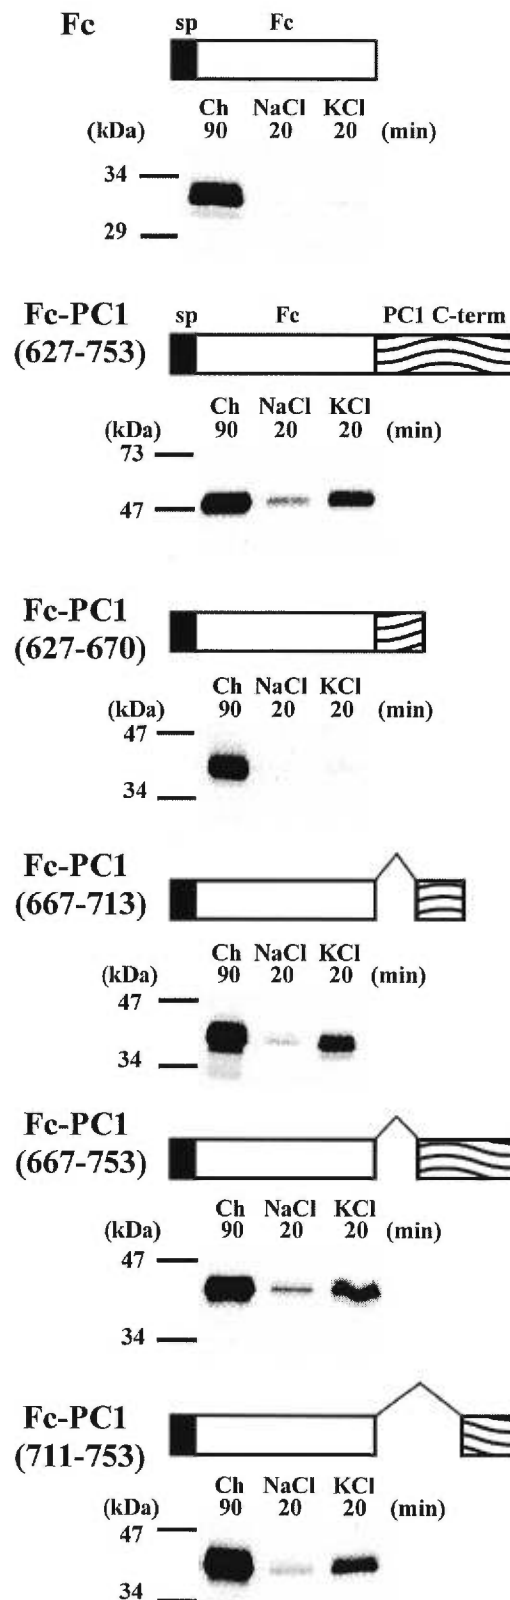 Fc
sp Fc
Ch NaCl KCl
(kDa) 90 20 20 (min)
34
29
Fc-PC1
(627-753)
sp Fc PC1 C-term
Ch NaCl KCl
(kDa) 90 20 20 (min)
73
47
Fc-PC1
(627-670)
Ch NaCl KCl
(kDa) 90 20 20 (min)
47
34
Fc-PC1
(667-713)
Ch NaCl KCl
(kDa) 90 20 20 (min)
47
34
Fc-PC1
(667-753)
Ch NaCl KCl
(kDa) 90 20 20 (min)
47
34
Fc-PC1
(711-753)
Ch NaCl KCl
(kDa) 90 20 20 (min)
47
34